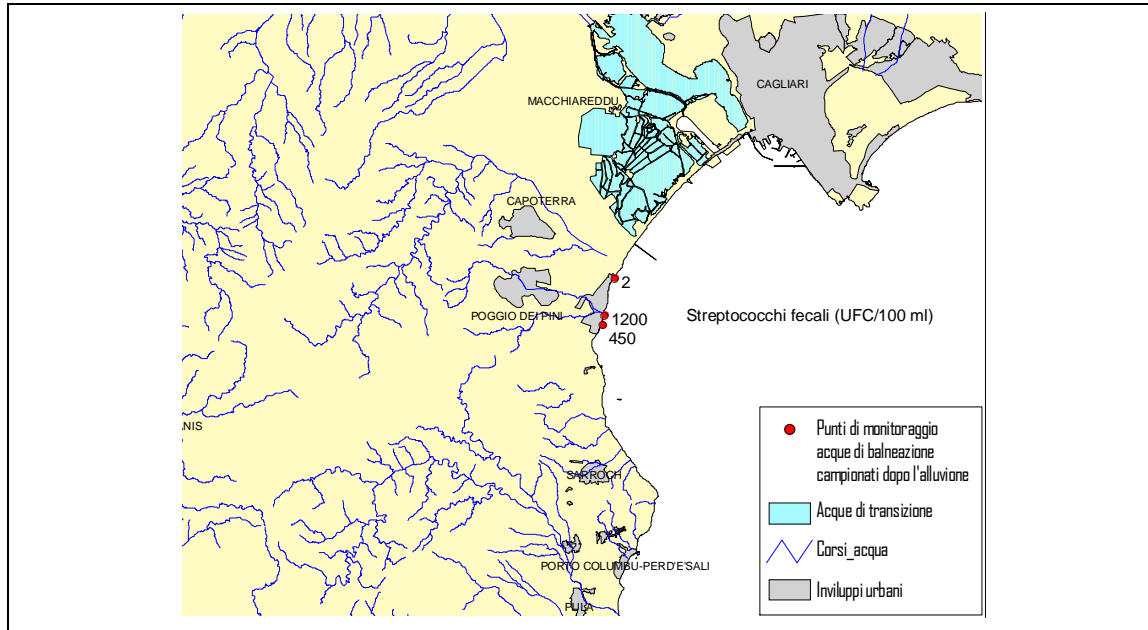 CAGLIARI
MACCHIAREDDU
CAPOTERRA
2
POGGIO DEI PINI
1200
Streptococchi fecali (UFC/100 ml)
450
ANIS
SARROCH
PORTO COLUMBU-PERD'E'SALI
PULA
Punti di monitoraggio
acque di balneazione
campionati dopo l'alluvione
Acque di transizione
Corsi_acqua
Inviluppi urbani